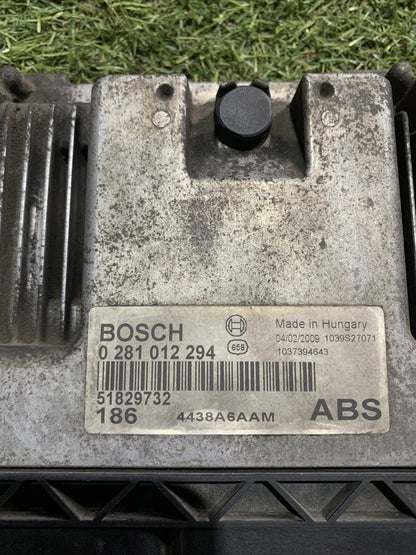 BOSCH
0 281 012 294
658
Made in Hungary
04/02/2009 1039S27071
1037394643
51829732
186
4438A6AAM
ABS